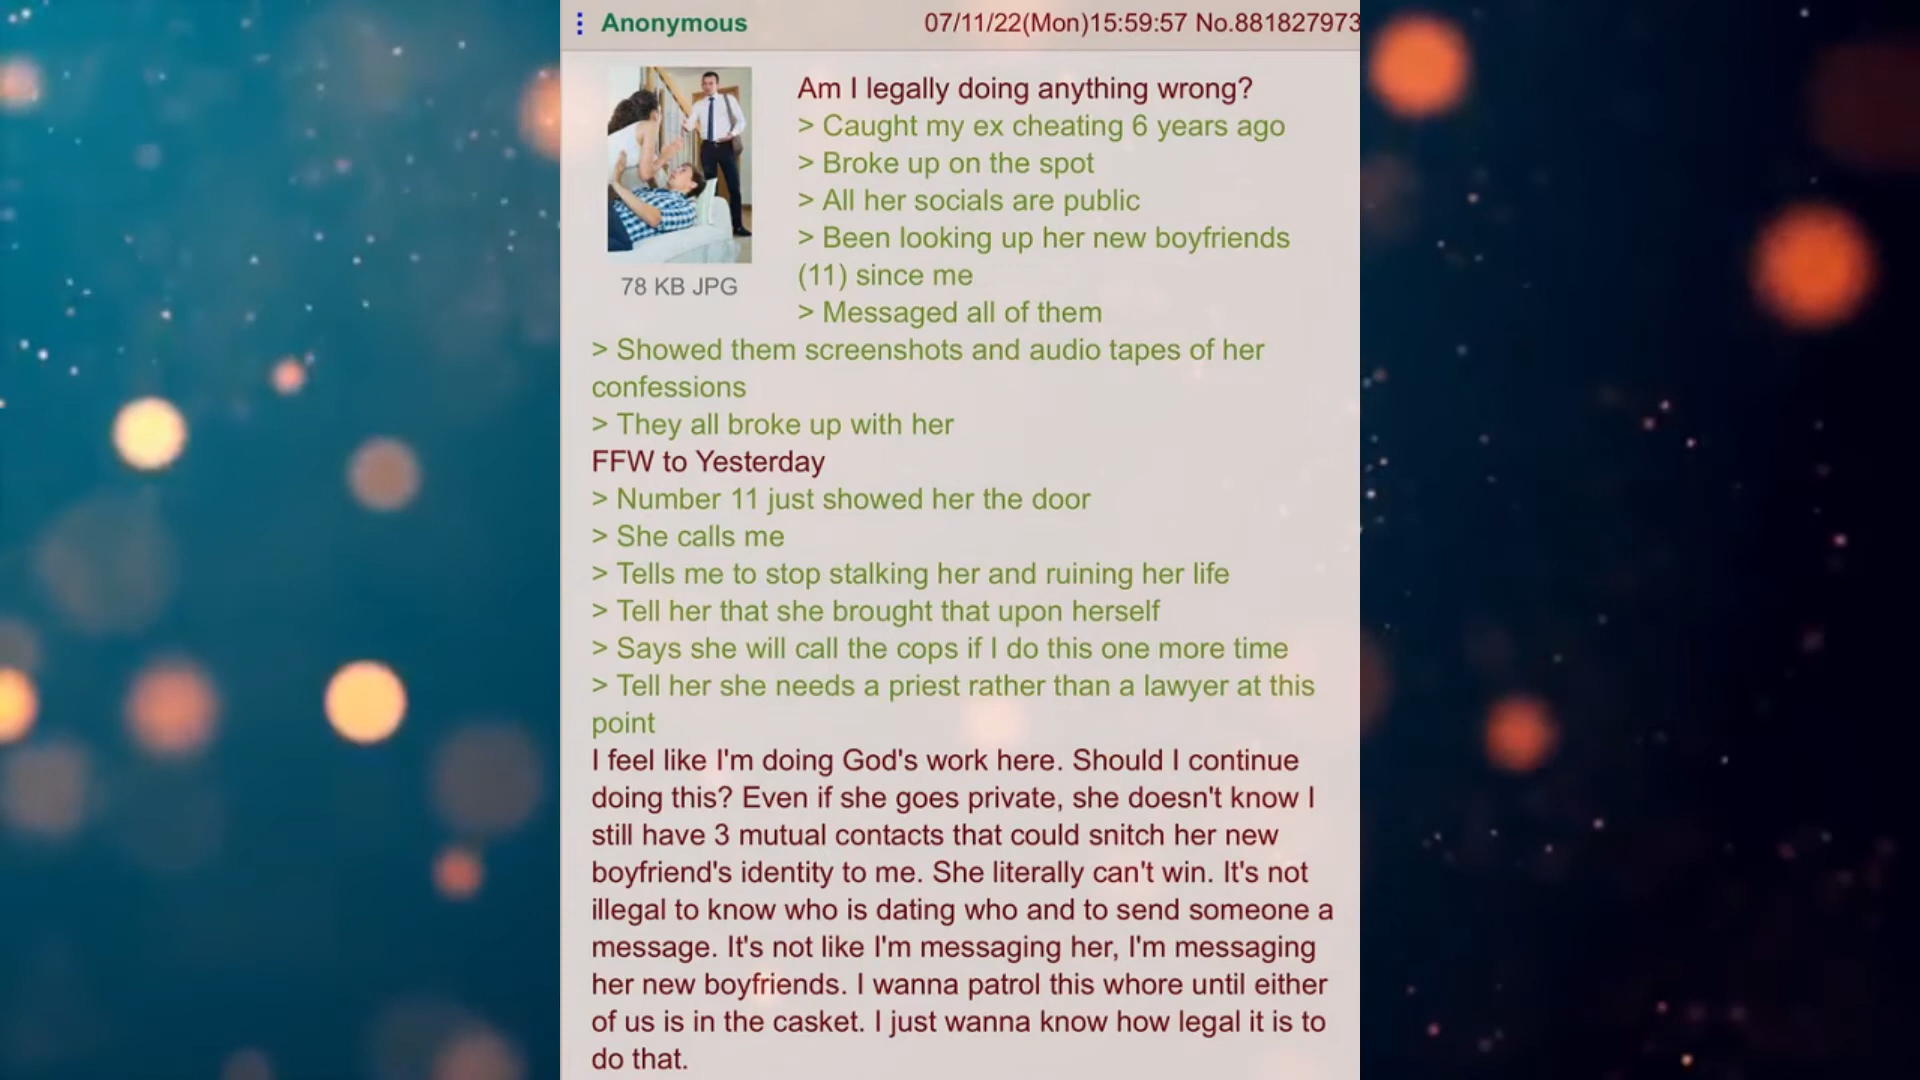 Anonymous 07/11/22(Mon)15:59:57 No.881827973
Am I legally doing anything wrong?
> Caught my ex cheating 6 years ago
> Broke up on the spot
> All her socials are public
> Been looking up her new boyfriends
(11) since me
> Messaged all of them
78 KB JPG
> Showed them screenshots and audio tapes of her
confessions
> They all broke up with her
FFW to Yesterday
> Number 11 just showed her the door
> She calls me
> Tells me to stop stalking her and ruining her life
> Tell her that she brought that upon herself
> Says she will call the cops if I do this one more time
> Tell her she needs a priest rather than a lawyer at this
point
I feel like I'm doing God's work here. Should I continue
doing this? Even if she goes private, she doesn't know I
still have 3 mutual contacts that could snitch her new
boyfriend's identity to me. She literally can't win. It's not
illegal to know who is dating who and to send someone a
message. It's not like I'm messaging her, I'm messaging
her new boyfriends. I wanna patrol this whore until either
of us is in the casket. I just wanna know how legal it is to
do that.